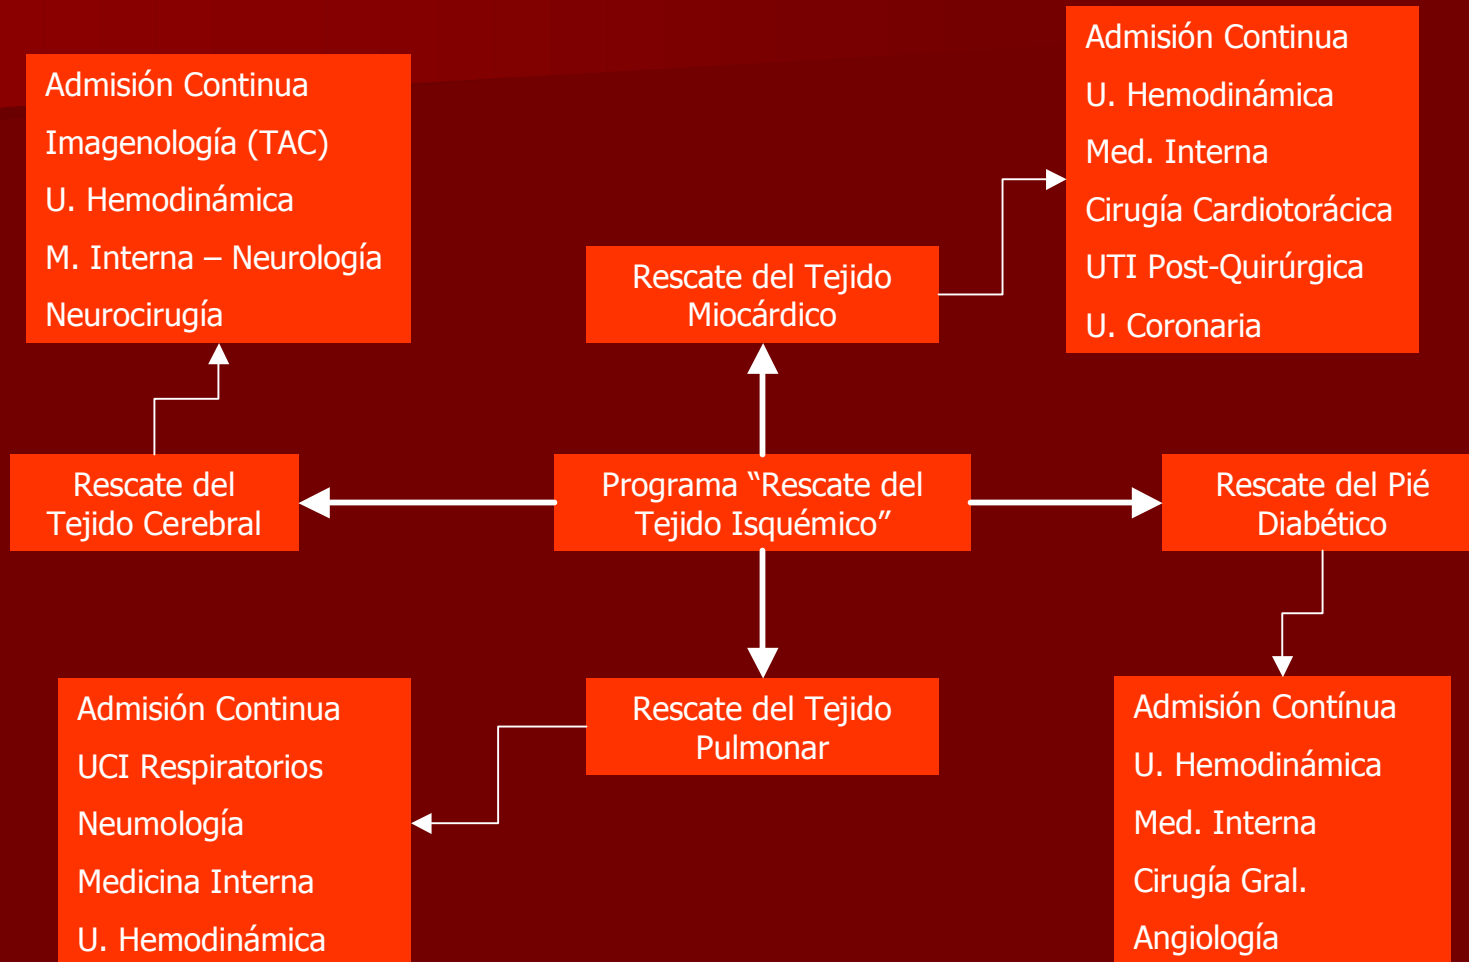 Admisión Continua
Imagenología (TAC)
U. Hemodinámica
M. Interna – Neurología
Neurocirugía
Admisión Continua
U. Hemodinámica
Med. Interna
Cirugía Cardiotorácica
UTI Post-Quirúrgica
U. Coronaria
Rescate del Tejido
Miocárdico
Rescate del
Tejido Cerebral
Programa “Rescate del
Tejido Isquémico”
Rescate del Pié
Diabético
Rescate del Tejido
Pulmonar
Admisión Continua
UCI Respiratorios
Neumología
Medicina Interna
U. Hemodinámica
Admisión Contínua
U. Hemodinámica
Med. Interna
Cirugía Gral.
Angiología